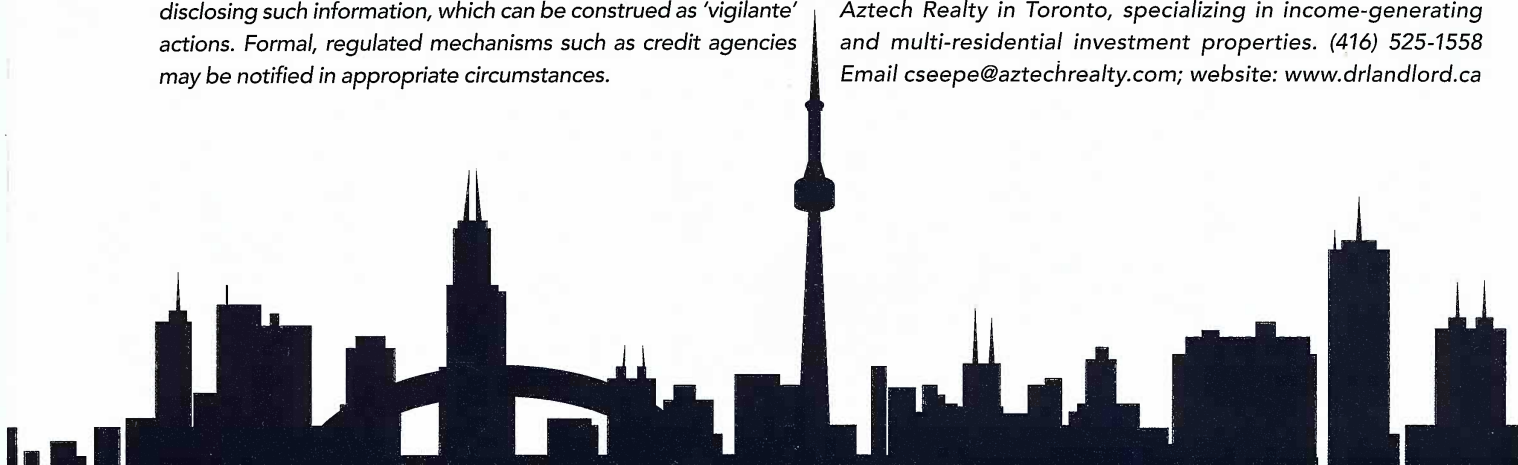 disclosing such information, which can be construed as 'vigilante'
actions. Formal, regulated mechanisms such as credit agencies
may be notified in appropriate circumstances.
Aztech Realty in Toronto, specializing in income-generating
and multi-residential investment properties. (416) 525-1558
Email cseepe@aztechrealty.com; website: www.drlandlord.ca